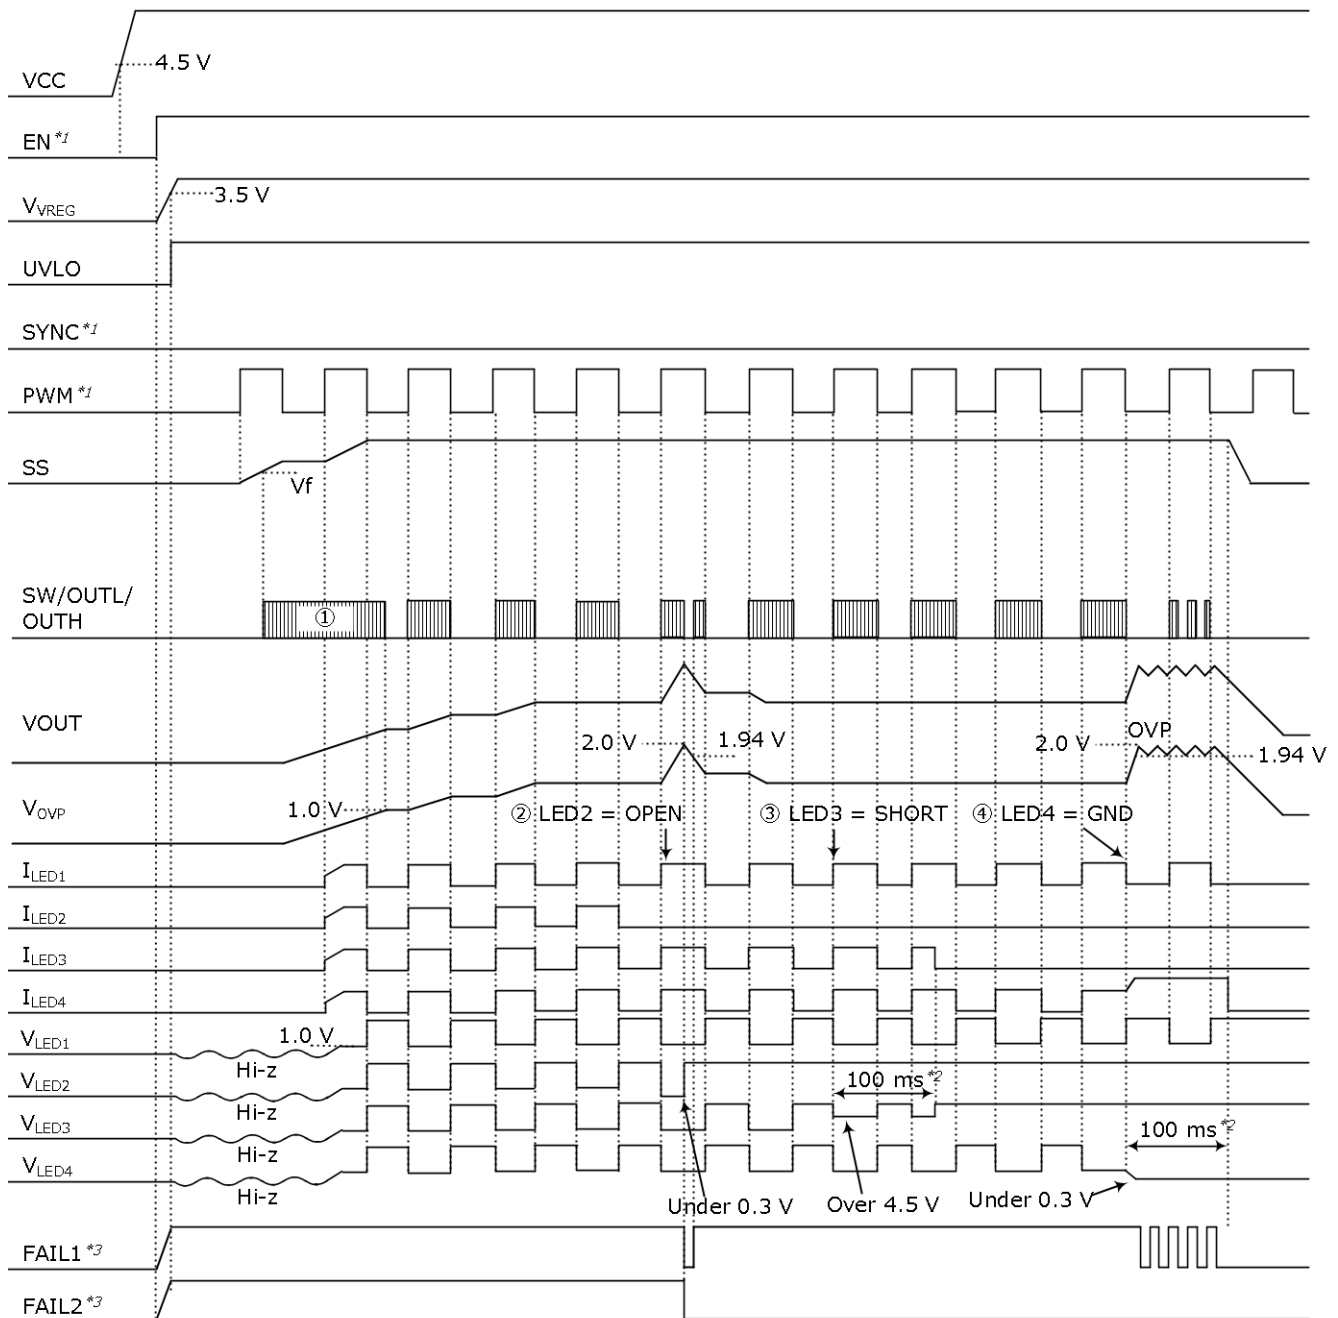 4.5 V
VCC
EN *1
3.5 V
VVREG
UVLO
SYNC *1
PWM *1
SS
Vf
SW/OUTL/
OUTH
①
VOUT
2.0 V
1.94 V
2.0 V
OVP
1.94 V
1.0 V
VOVP
② LED2 = OPEN
③ LED3 = SHORT
④ LED4 = GND
ILED1
ILED2
ILED3
ILED4
1.0 V
VLED1
Hi-z
VLED2
100 ms *2
Hi-z
VLED3
100 ms *2
Hi-z
VLED4
Hi-z
Under 0.3 V
Over 4.5 V
Under 0.3 V
FAIL1 *3
FAIL2 *3